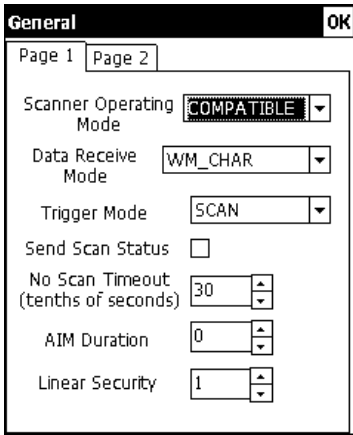 General OK
Page 1 Page 2
Scanner Operating Mode COMPATIBLE
Data Receive Mode WM_CHAR
Trigger Mode SCAN
Send Scan Status
No Scan Timeout (tenths of seconds) 30
AIM Duration 0
Linear Security 1